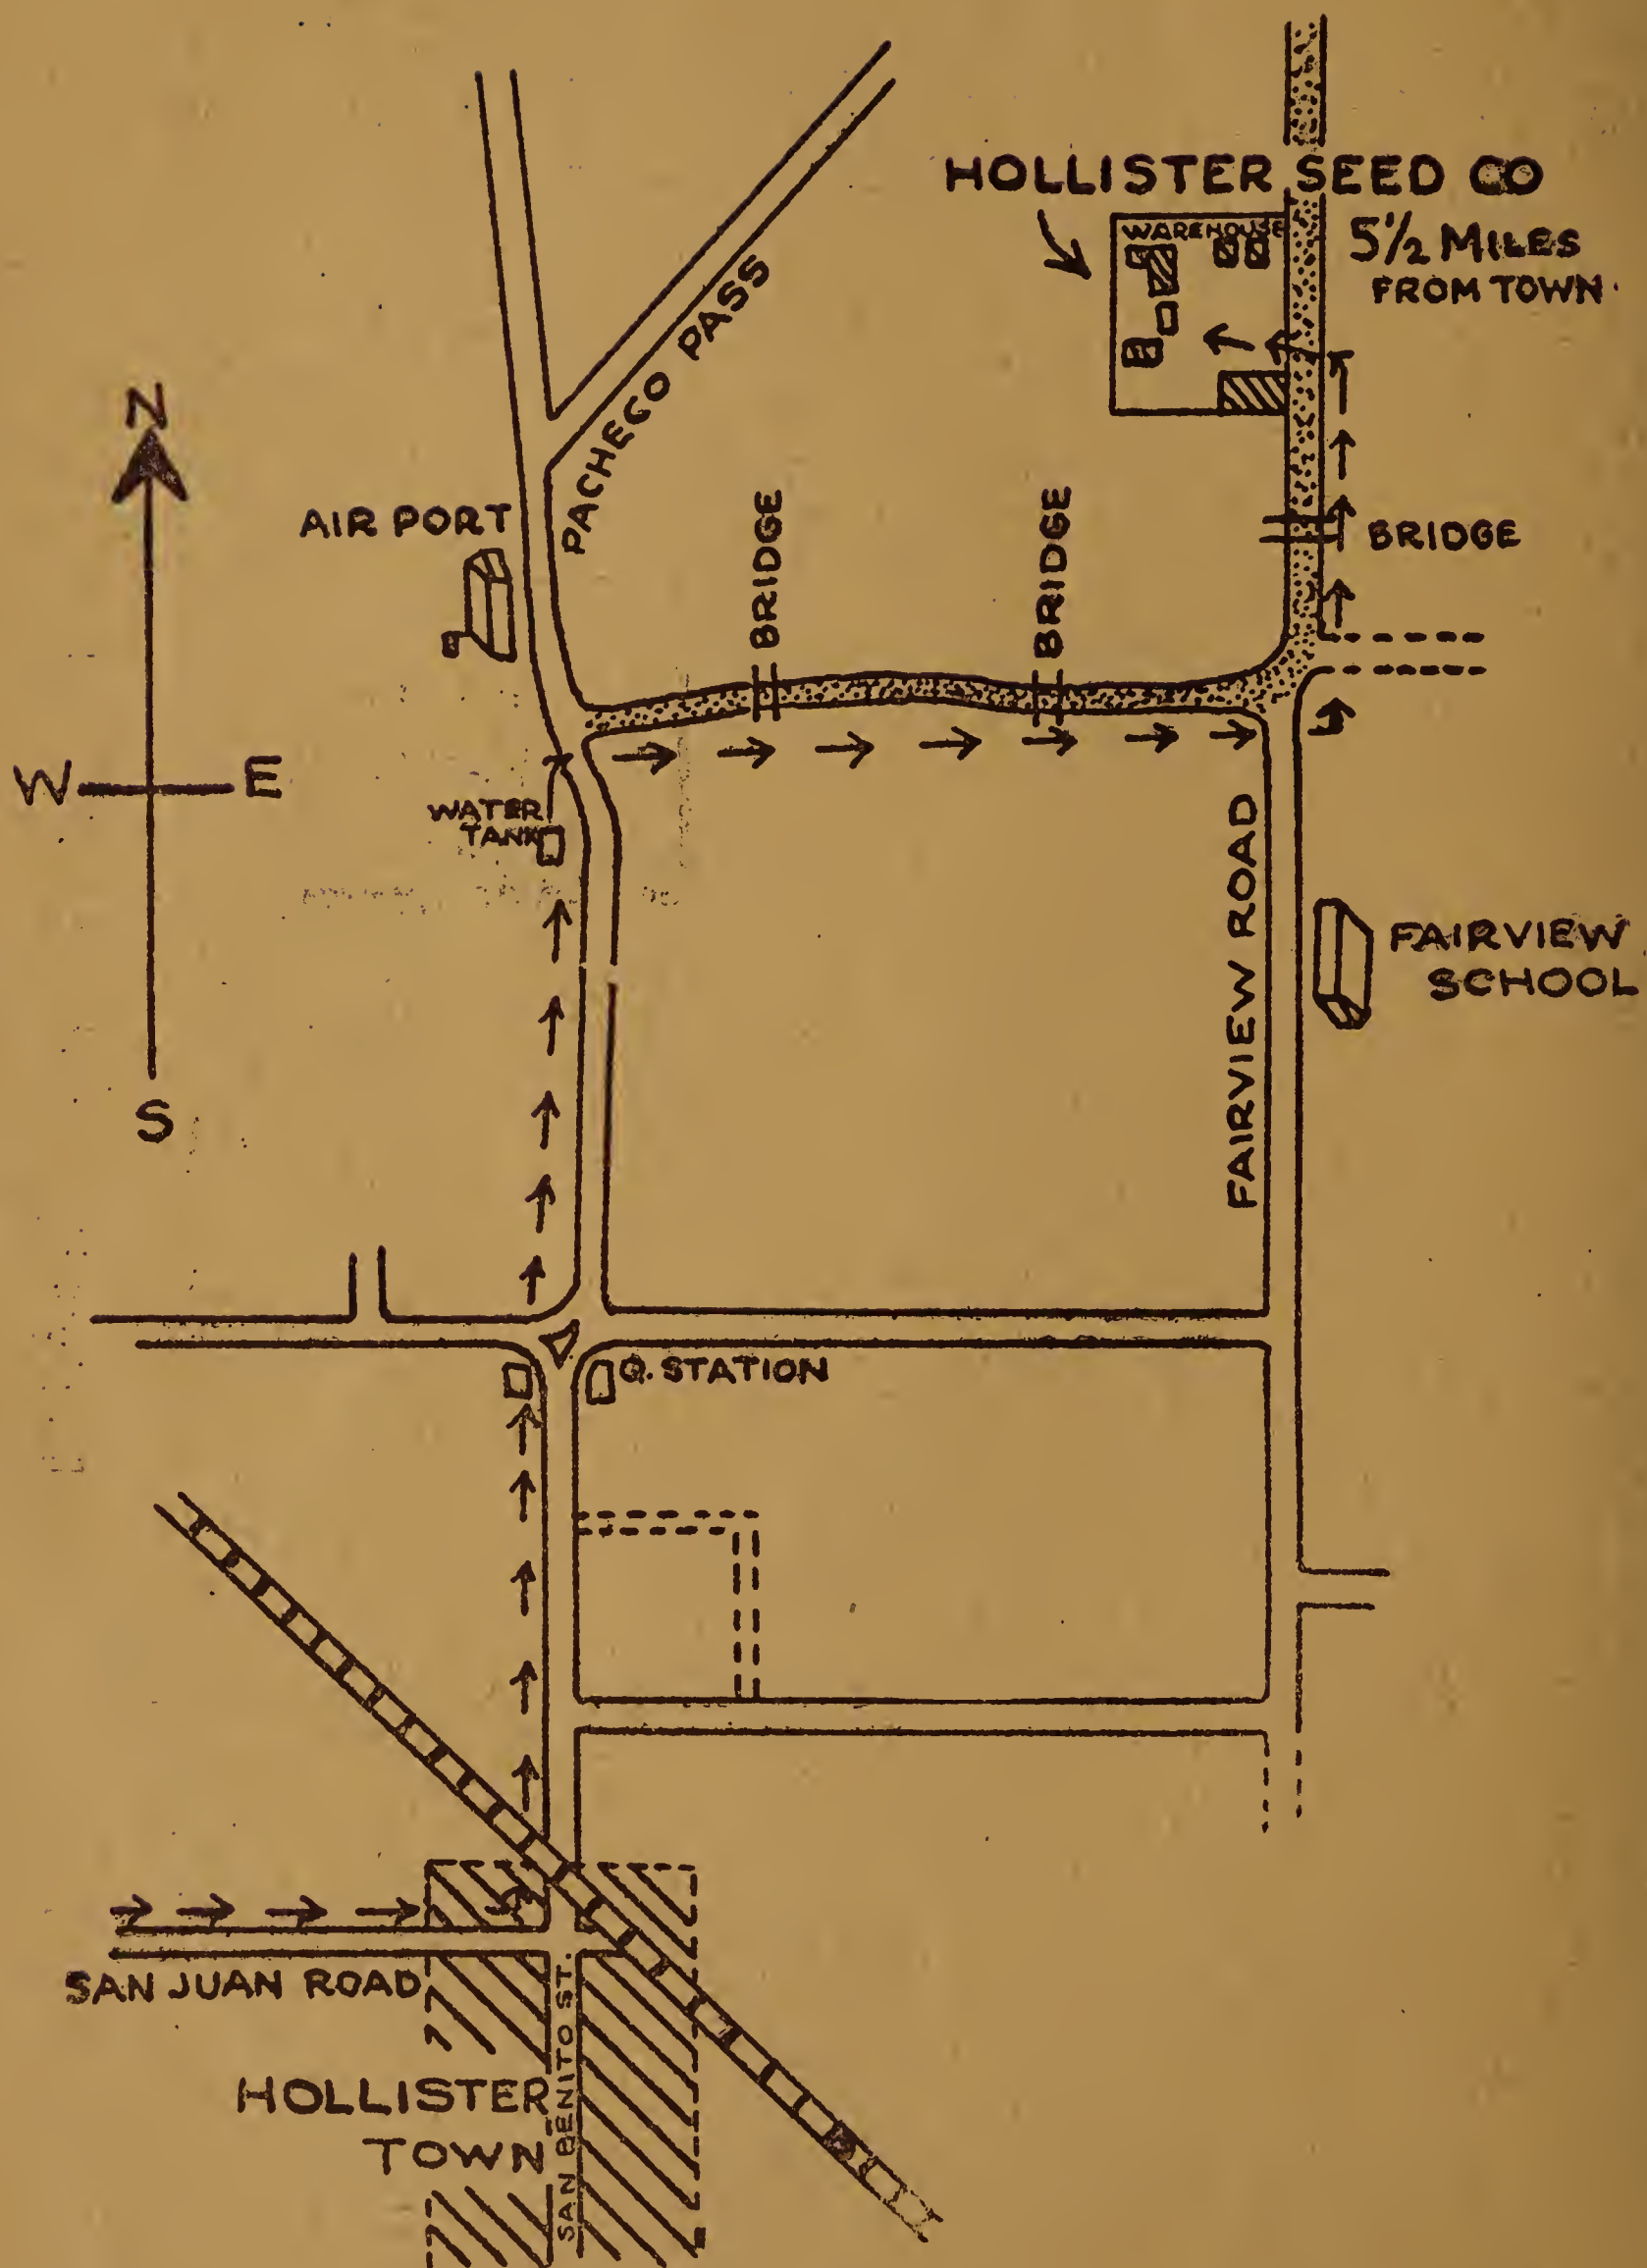 HOLLISTER SEED CO
WAREHOUSE
5½ MILES
FROM TOWN.
PACHECO PASS
N
AIR PORT
BRIDGE
BRIDGE
BRIDGE
W
E
WATER
TANK
FAIRVIEW ROAD
FAIRVIEW
SCHOOL
S
G. STATION
SAN JUAN ROAD
SAN BENITO ST.
HOLLISTER
TOWN